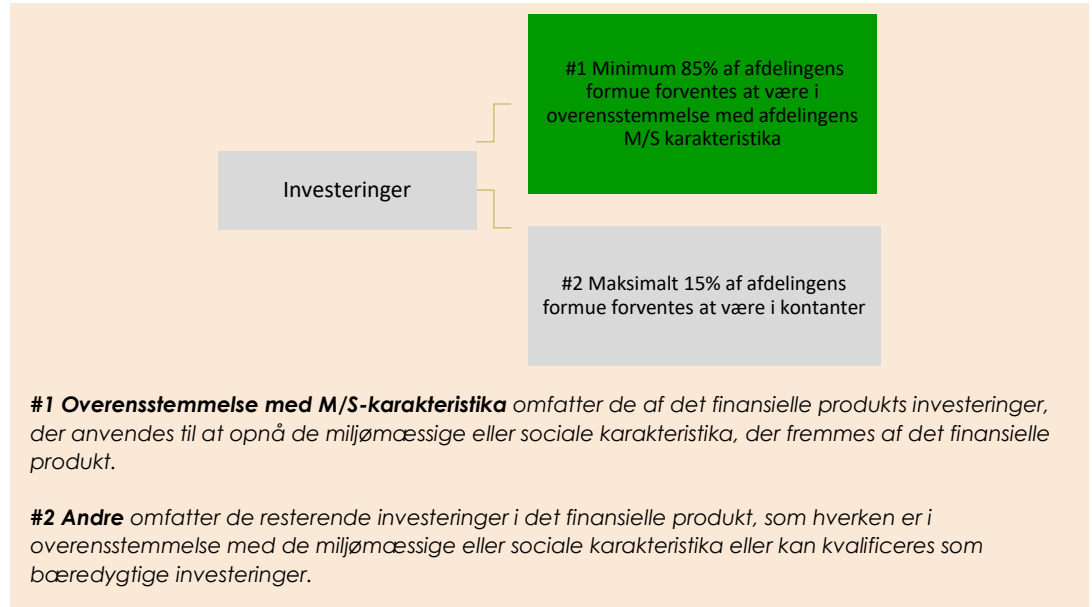 #1 Minimum 85% af afdelingens
formue forventes at være i
overensstemmelse med afdelingens
M/S karakteristika
Investeringer
#2 Maksimalt 15% af afdelingens
formue forventes at være i kontanter
#1 Overensstemmelse med M/S-karakteristika omfatter de af det finansielle produkts investeringer,
der anvendes til at opnå de miljømæssige eller sociale karakteristika, der fremmes af det finansielle
produkt.
#2 Andre omfatter de resterende investeringer i det finansielle produkt, som hverken er i
overensstemmelse med de miljømæssige eller sociale karakteristika eller kan kvalificeres som
bæredygtige investeringer.